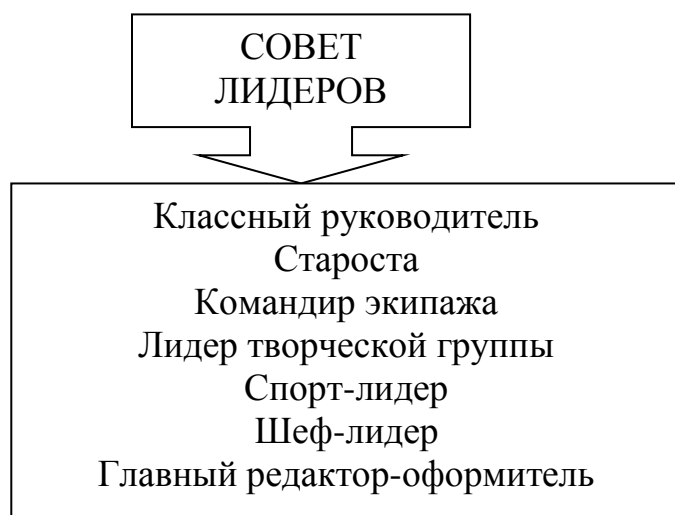 СОВЕТ
ЛИДЕРОВ
Классный руководитель
Староста
Командир экипажа
Лидер творческой группы
Спорт-лидер
Шеф-лидер
Главный редактор-оформитель